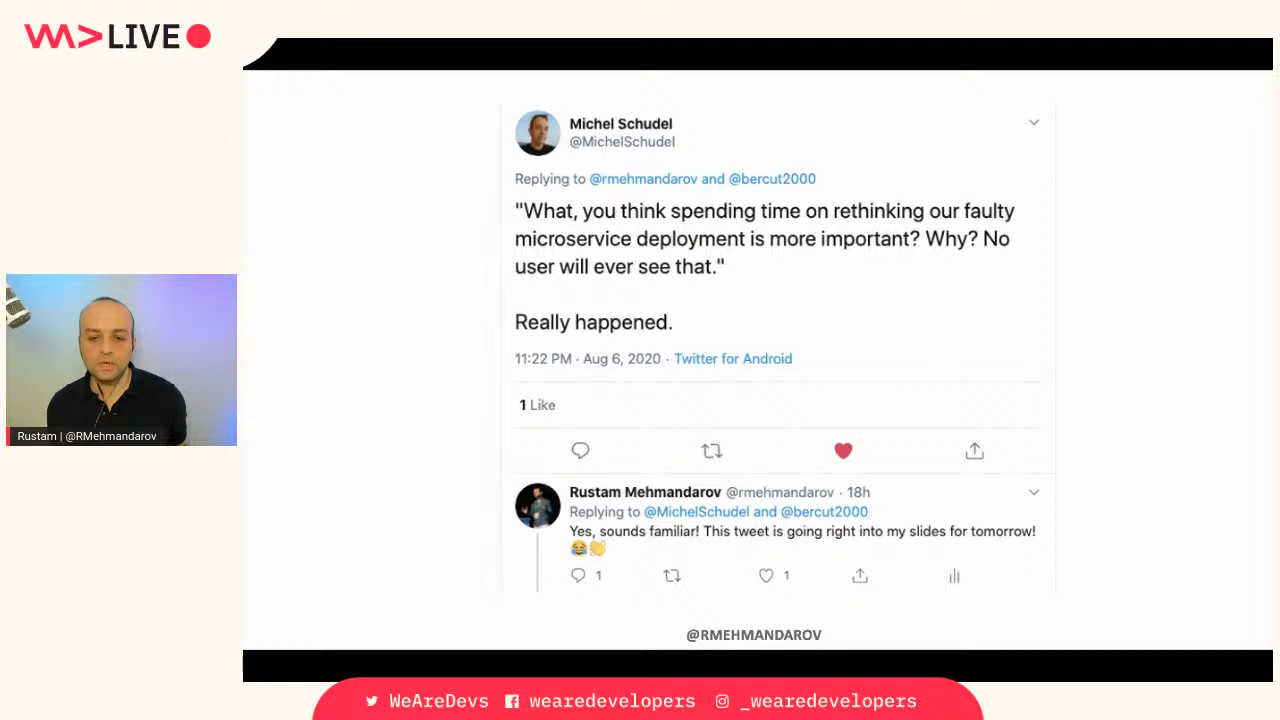 LIVE
Michel Schudel
@MichelSchudel
Replying to @rmehmandarov and @bercut2000
"What, you think spending time on rethinking our faulty
microservice deployment is more important? Why? No
user will ever see that."
Really happened.
11:22 PM · Aug 6, 2020 · Twitter for Android
1 Like
Rustam Mehmandarov @rmehmandarov · 18h
Replying to @MichelSchudel and @bercut2000
Yes, sounds familiar! This tweet is going right into my slides for tomorrow!
1
1
@RMEHMANDAROV
Rustam | @RMehmandarov
WeAreDevs wearedevelopers _wearedevelopers